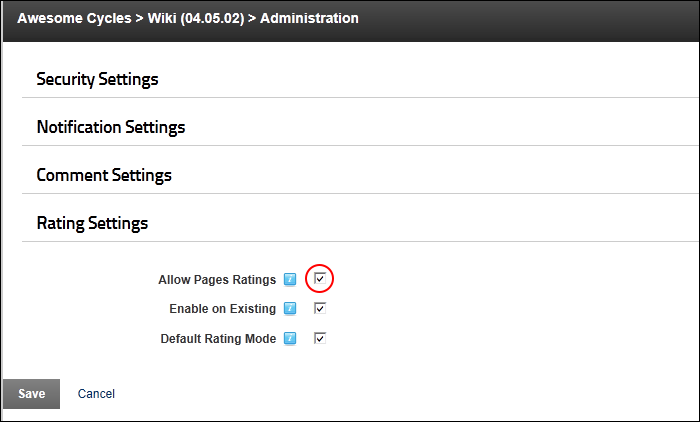 Awesome Cycles > Wiki (04.05.02) > Administration
Security Settings
Notification Settings
Comment Settings
Rating Settings
Allow Pages Ratings
Enable on Existing
Default Rating Mode
Save Cancel